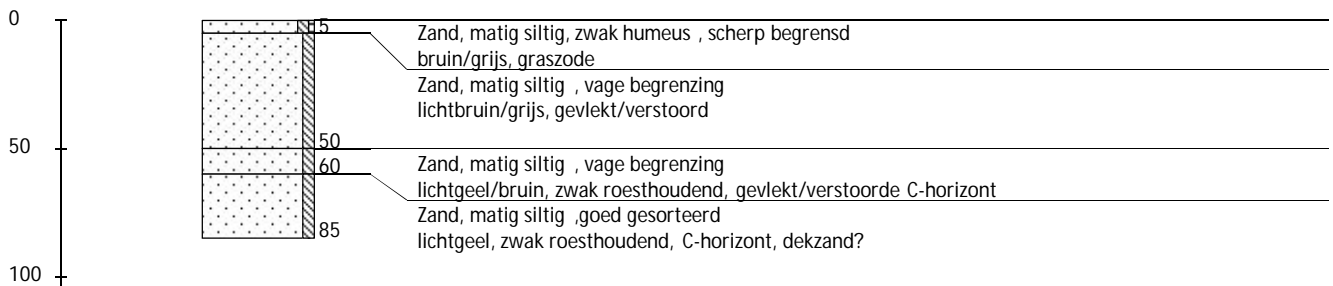 0
5
Zand, matig siltig, zwak humeus , scherp begrensd
bruin/grijs, graszode
Zand, matig siltig , vage begrenzing
lichtbruin/grijs, gevlekt/verstoord
50
50
60
Zand, matig siltig , vage begrenzing
lichtgeel/bruin, zwak roesthoudend, gevlekt/verstoorde C-horizont
Zand, matig siltig ,goed gesorteerd
85
lichtgeel, zwak roesthoudend, C-horizont, dekzand?
100